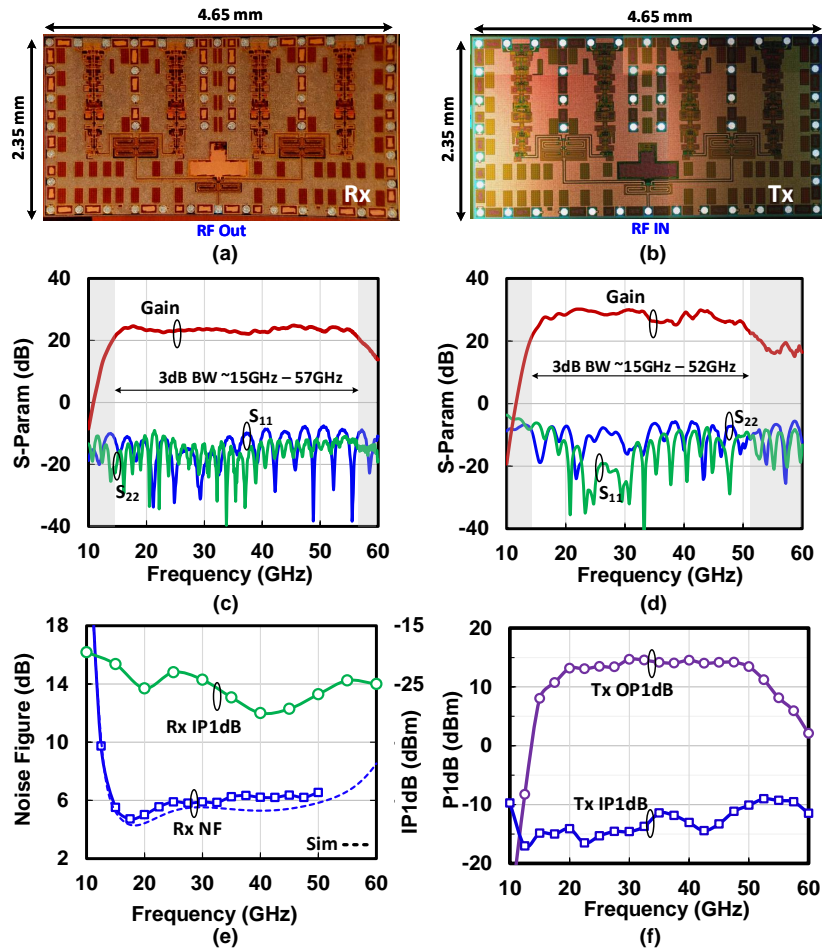 4.65 mm
4.65 mm
2.35 mm
2.35 mm
Rx
Tx
RF Out
RF IN
(a)
(b)
40
20
0
-20
-40
S-Param (dB)
Gain
3dB BW ~15GHz – 57GHz
S11
S22
10 20 30 40 50 60
Frequency (GHz)
(c)
40
20
0
-20
-40
S-Param (dB)
Gain
3dB BW ~15GHz – 52GHz
S22
S11
10 20 30 40 50 60
Frequency (GHz)
(d)
18
14
10
6
2
Noise Figure (dB)
-15
-25
-35
IP1dB (dBm)
Rx IP1dB
Rx NF
Sim
10 20 30 40 50 60
Frequency (GHz)
(e)
20
10
0
-10
-20
P1dB (dBm)
Tx OP1dB
Tx IP1dB
10 20 30 40 50 60
Frequency (GHz)
(f)